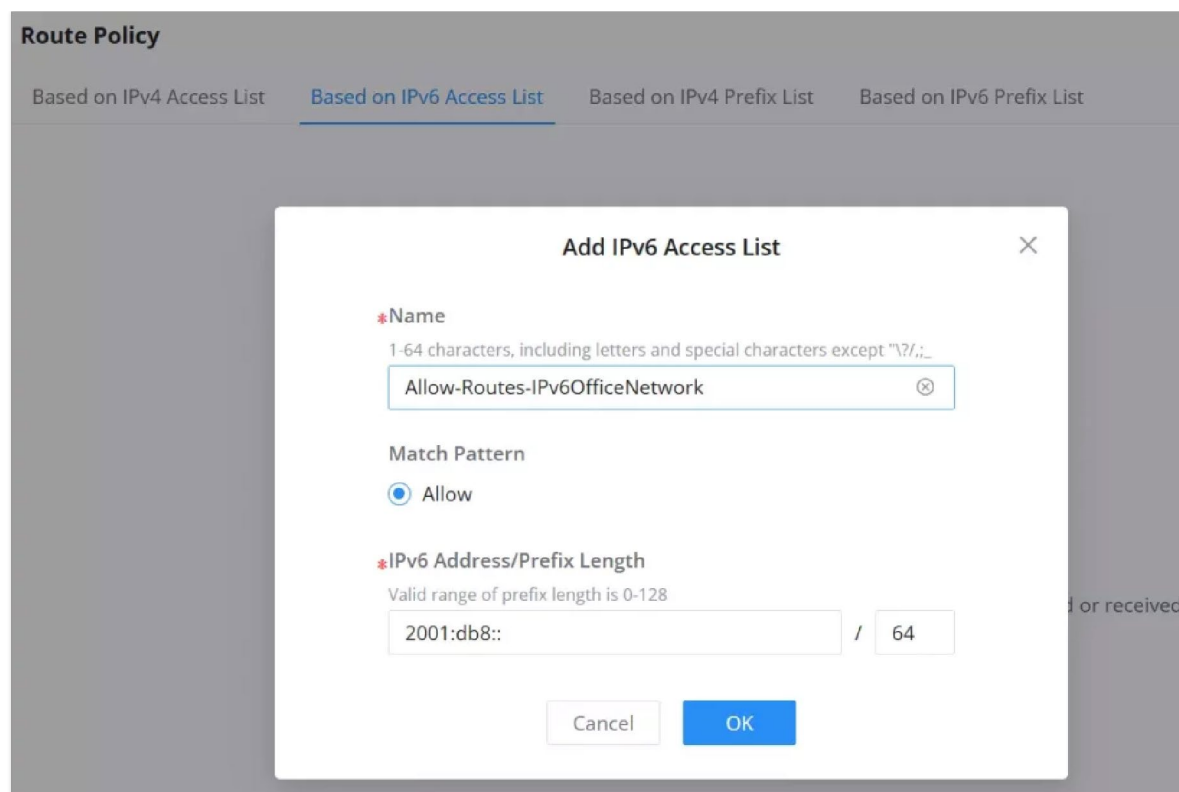 Route Policy
Based on IPv4 Access List Based on IPv6 Access List Based on IPv4 Prefix List Based on IPv6 Prefix List
Add IPv6 Access List
*Name
1-64 characters, including letters and special characters except "\?/,;_
Allow-Routes-IPv6OfficeNetwork
Match Pattern
Allow
*IPv6 Address/Prefix Length
Valid range of prefix length is 0-128
or received
2001:db8:: / 64
Cancel OK